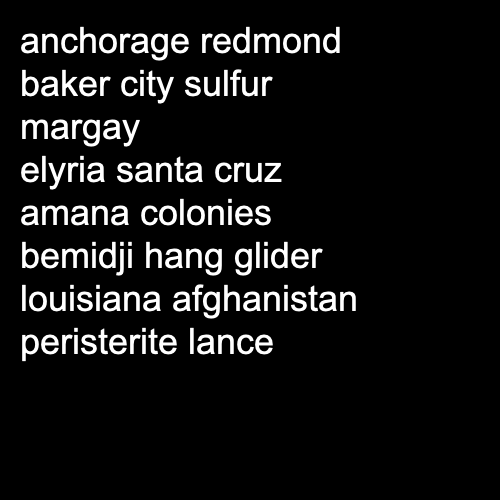 anchorage redmond
baker city sulfur
margay
elyria santa cruz
amana colonies
bemidji hang glider
louisiana afghanistan
peristerite lance